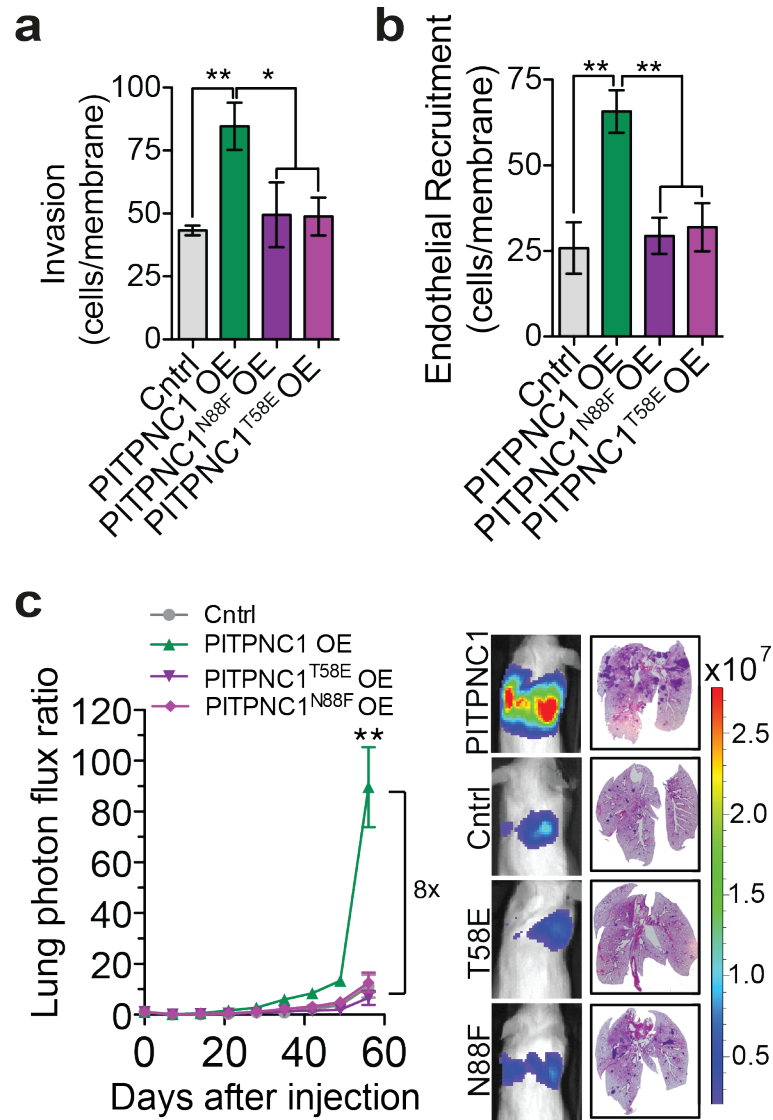 a
Invasion
(cells/membrane)
100
75
50
25
0
**
*
Cntrl
PITPNC1 OE
PITPNC1N88F OE
PITPNC1T58E OE
b
Endothelial Recruitment
(cells/membrane)
75
50
25
0
**
**
Cntrl
PITPNC1 OE
PITPNC1N88F OE
PITPNC1T58E OE
c
Cntrl
PITPNC1 OE
PITPNC1T58E OE
PITPNC1N88F OE
Lung photon flux ratio
120
100
80
60
40
20
0
**
8x
0
20
40
60
Days after injection
PITPNC1
Cntrl
T58E
N88F
x10⁷
2.5
2.0
1.5
1.0
0.5